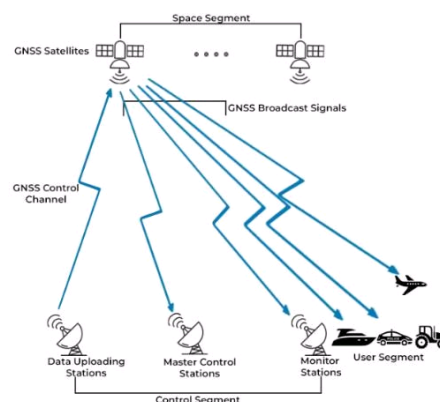 Space Segment
GNSS Satellites
GNSS Broadcast Signals
GNSS Control
Channel
Data Uploading
Stations
Master Control
Stations
Monitor
Stations
User Segment
Control Segment